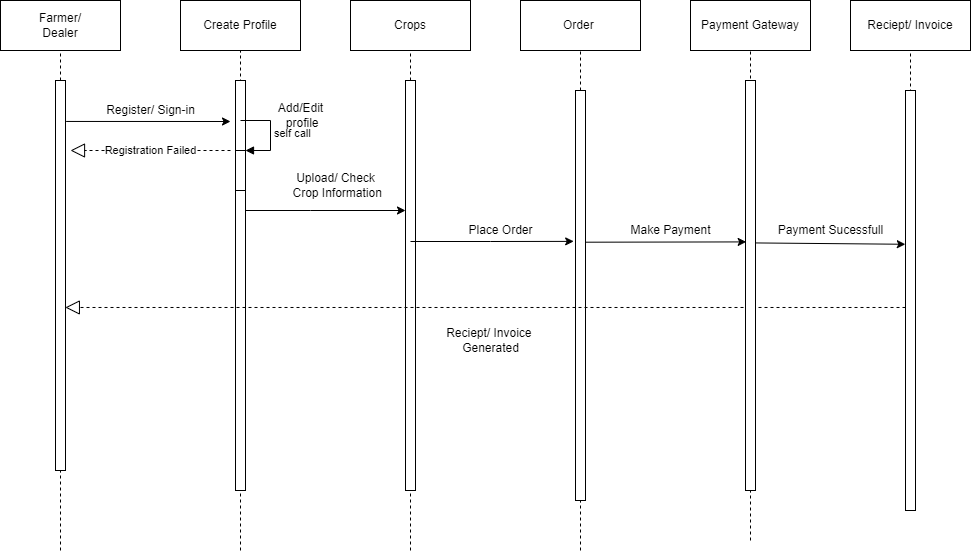 Farmer/
Dealer
Create Profile
Crops
Order
Payment Gateway
Reciept/ Invoice
Register/ Sign-in
Add/Edit
profile
self call
Registration Failed
Upload/ Check
Crop Information
Place Order
Make Payment
Payment Sucessfull
Reciept/ Invoice
Generated